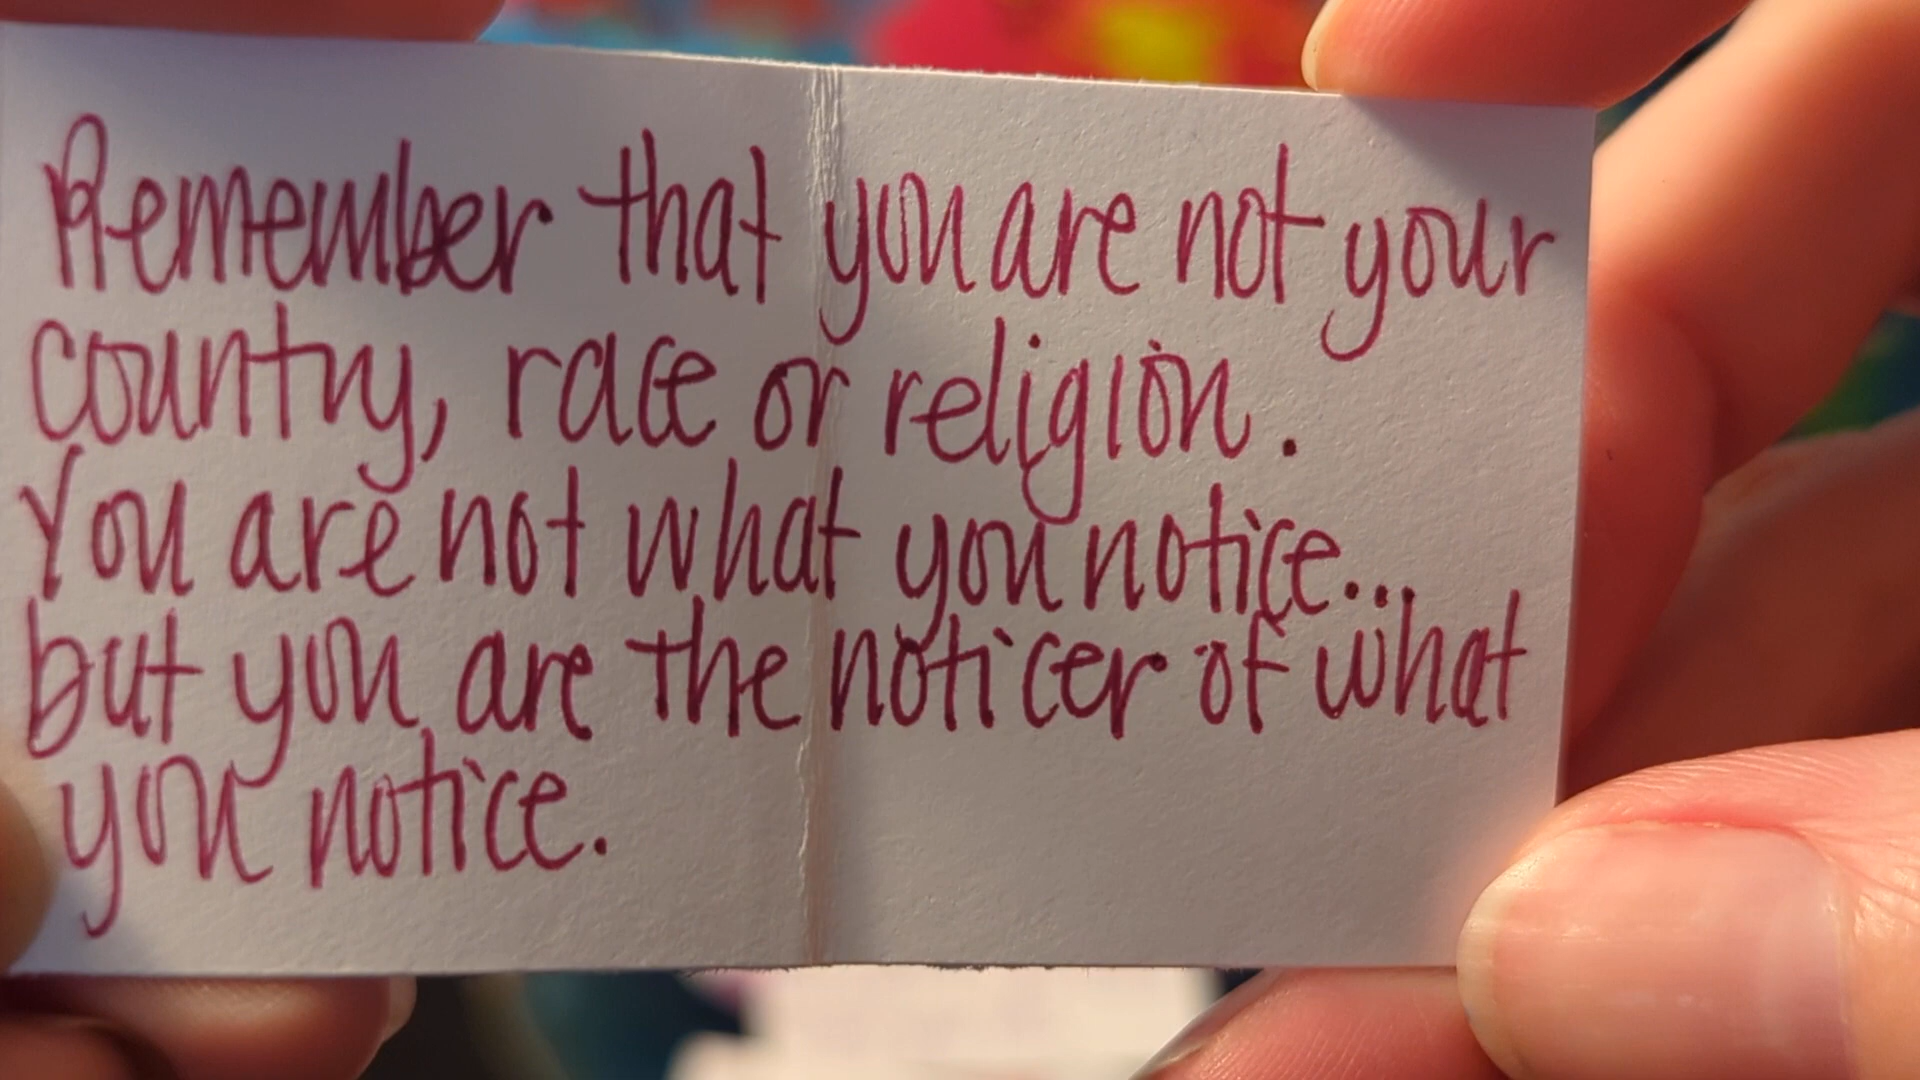 Remember that you are not your
country, race or religion.
You are not what you notice...
but you are the noticer of what
you notice.